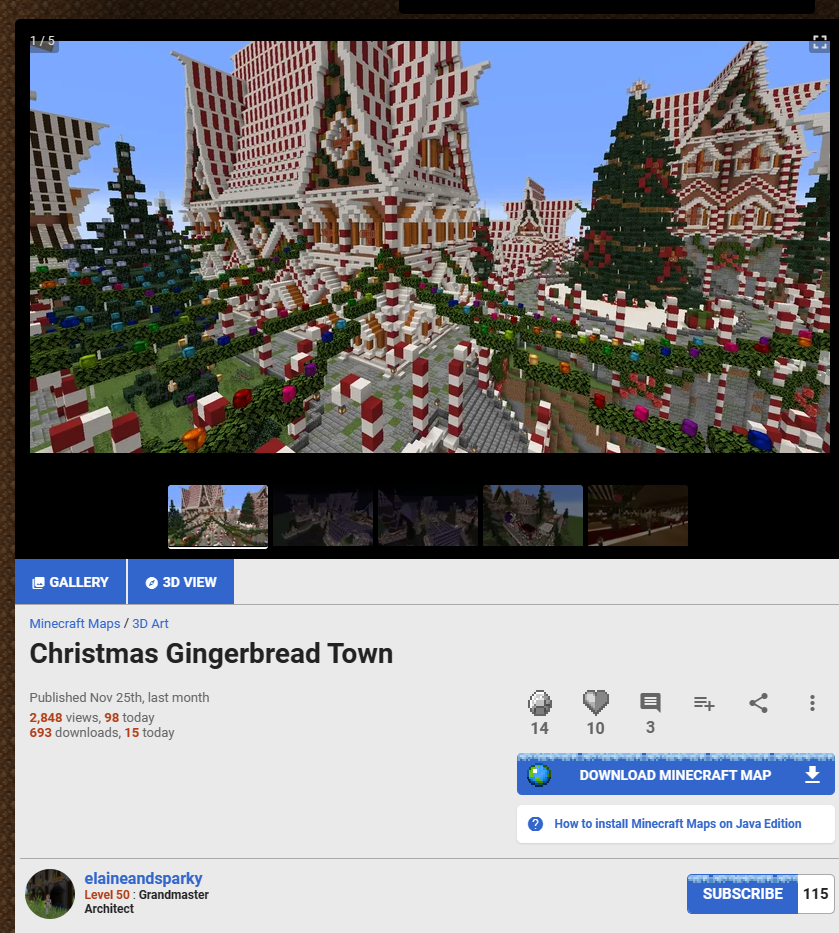 1 / 5
GALLERY
3D VIEW
Minecraft Maps / 3D Art
Christmas Gingerbread Town
Published Nov 25th, last month
2,848 views, 98 today
693 downloads, 15 today
14
10
3
DOWNLOAD MINECRAFT MAP
? How to install Minecraft Maps on Java Edition
elaineandsparky
Level 50 : Grandmaster
Architect
SUBSCRIBE 115